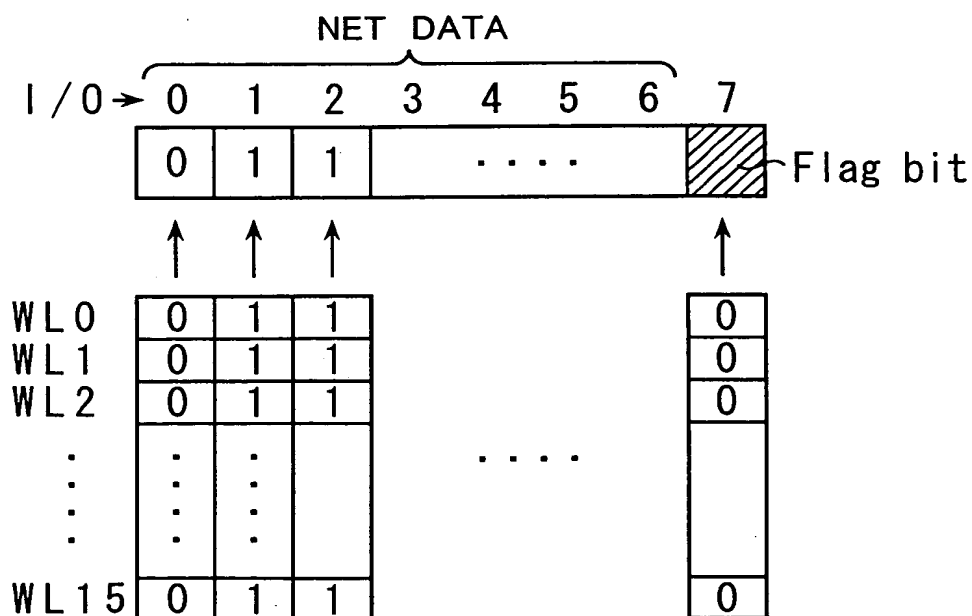 NET DATA
I/O→ 0 1 2 3 4 5 6 7
0 1 1 ···· Flag bit
WL0 0 1 1 0
WL1 0 1 1 0
WL2 0 1 1 0
····
WL15 0 1 1 0